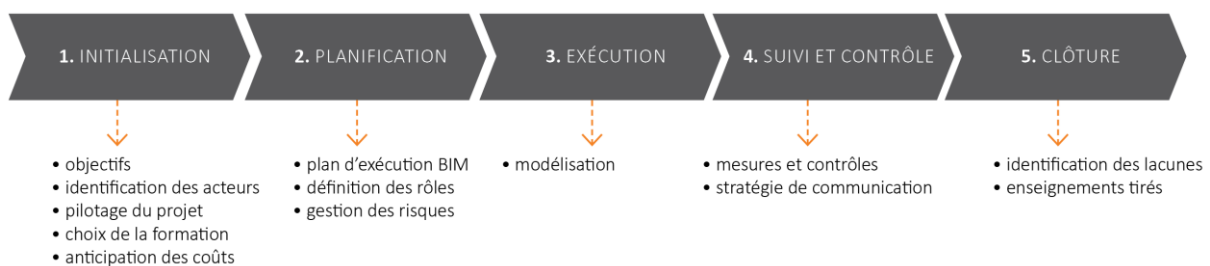 1. INITIALISATION
2. PLANIFICATION
3. EXÉCUTION
4. SUIVI ET CONTRÔLE
5. CLÔTURE
• objectifs
• identification des acteurs
• pilotage du projet
• choix de la formation
• anticipation des coûts
• plan d’exécution BIM
• définition des rôles
• gestion des risques
• modélisation
• mesures et contrôles
• stratégie de communication
• identification des lacunes
• enseignements tirés